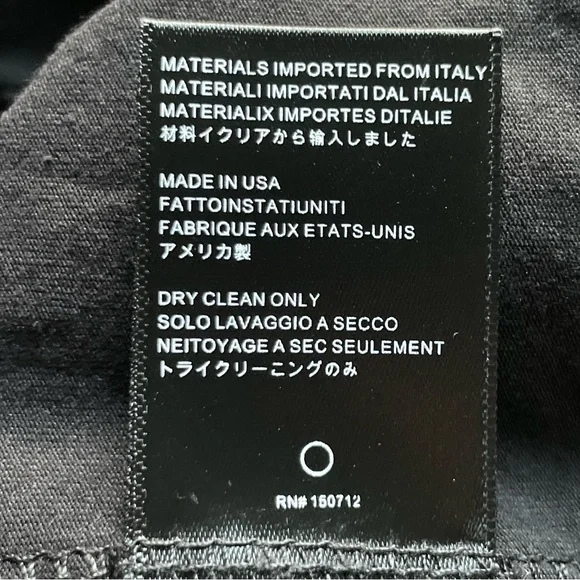 MATERIALS IMPORTED FROM ITALY
MATERIALI IMPORTATI DAL ITALIA
MATERIALIX IMPORTES DITALIE
材料イクリアから输入しました
MADE IN USA
FATTOINSTATIUNITI
FABRIQUE AUX ETATS-UNIS
アメリカ製
DRY CLEAN ONLY
SOLO LAVAGGIO A SECCO
NEITOYAGE A SEC SEULEMENT
トライクリーニングのみ
RN# 150712